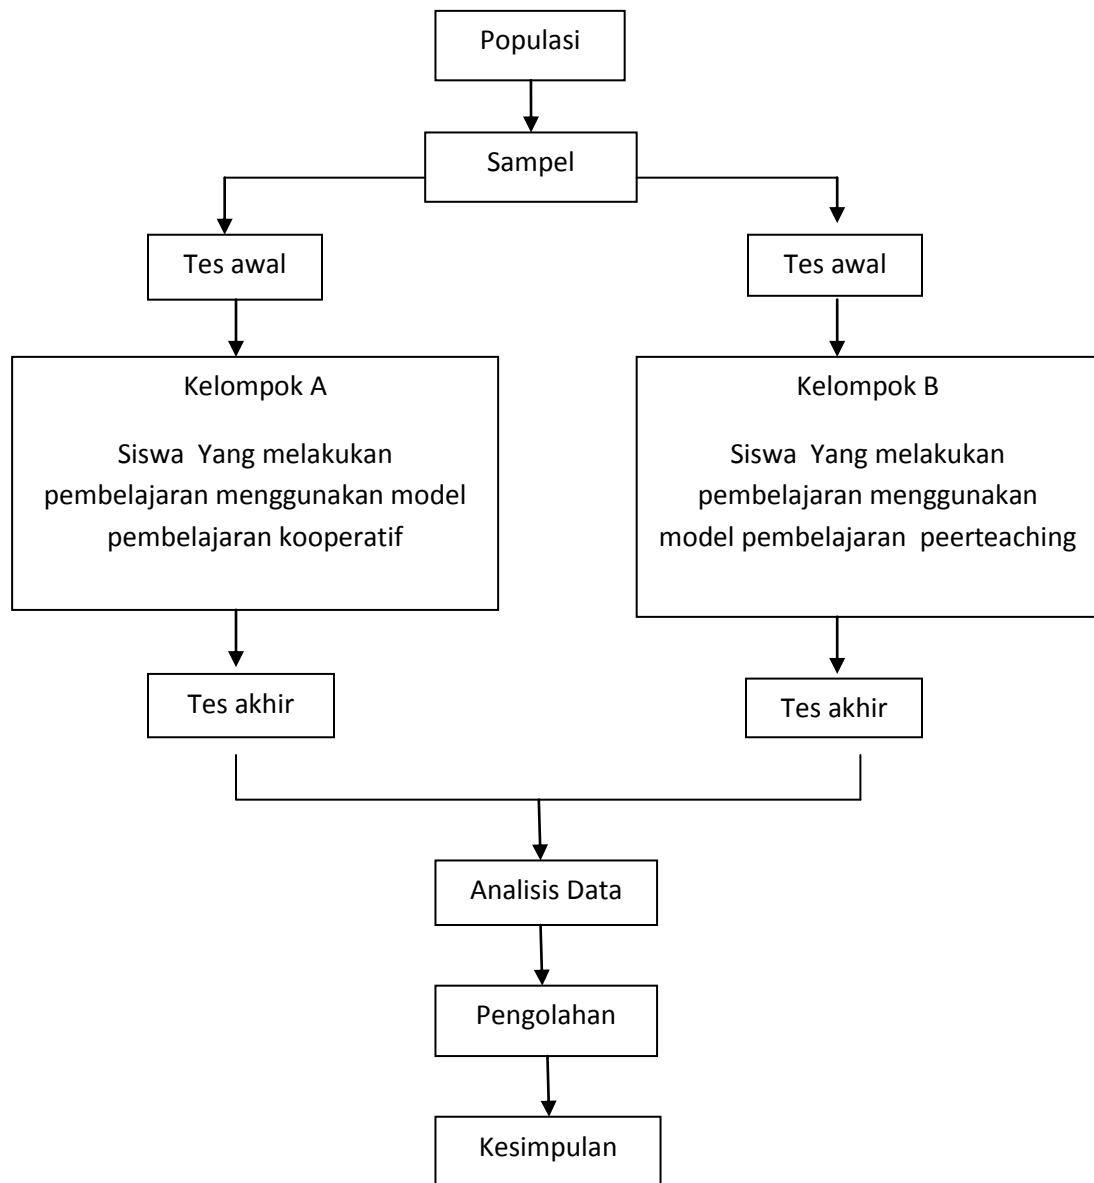 Populasi
Sampel
Tes awal
Tes awal
Kelompok A
Siswa  Yang melakukan
pembelajaran menggunakan model
pembelajaran kooperatif
Kelompok B
Siswa  Yang melakukan
pembelajaran menggunakan
model pembelajaran  peerteaching
Tes akhir
Tes akhir
Analisis Data
Pengolahan
Kesimpulan